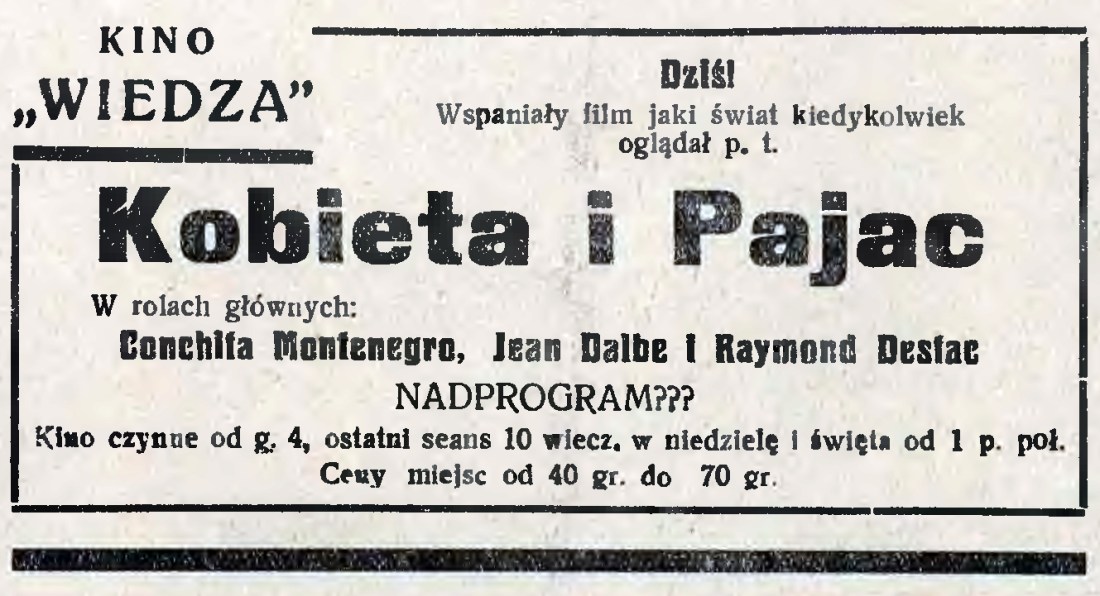 KINO
„WIEDZA”
Dziś!
Wspaniały film jaki świat kiedykolwiek
oglądał p. t.
Kobieta i Pajac
W rolach głównych:
Conchita Montenegro, Jean Dalbe i Raymond Destac
NADPROGRAM???
Kino czynne od g. 4, ostatni seans 10 wiecz. w niedzielę i święta od 1 p. poł.
Ceny miejsc od 40 gr. do 70 gr.